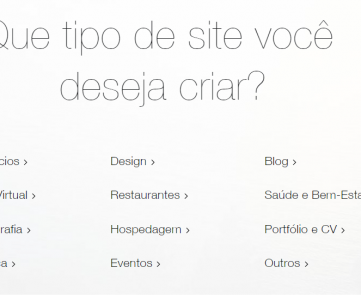 Que tipo de site você
deseja criar?
cios › Design › Blog ›
Virtual › Restaurantes › Saúde e Bem-Esta
rafia › Hospedagem › Portfólio e CV ›
a › Eventos › Outros ›